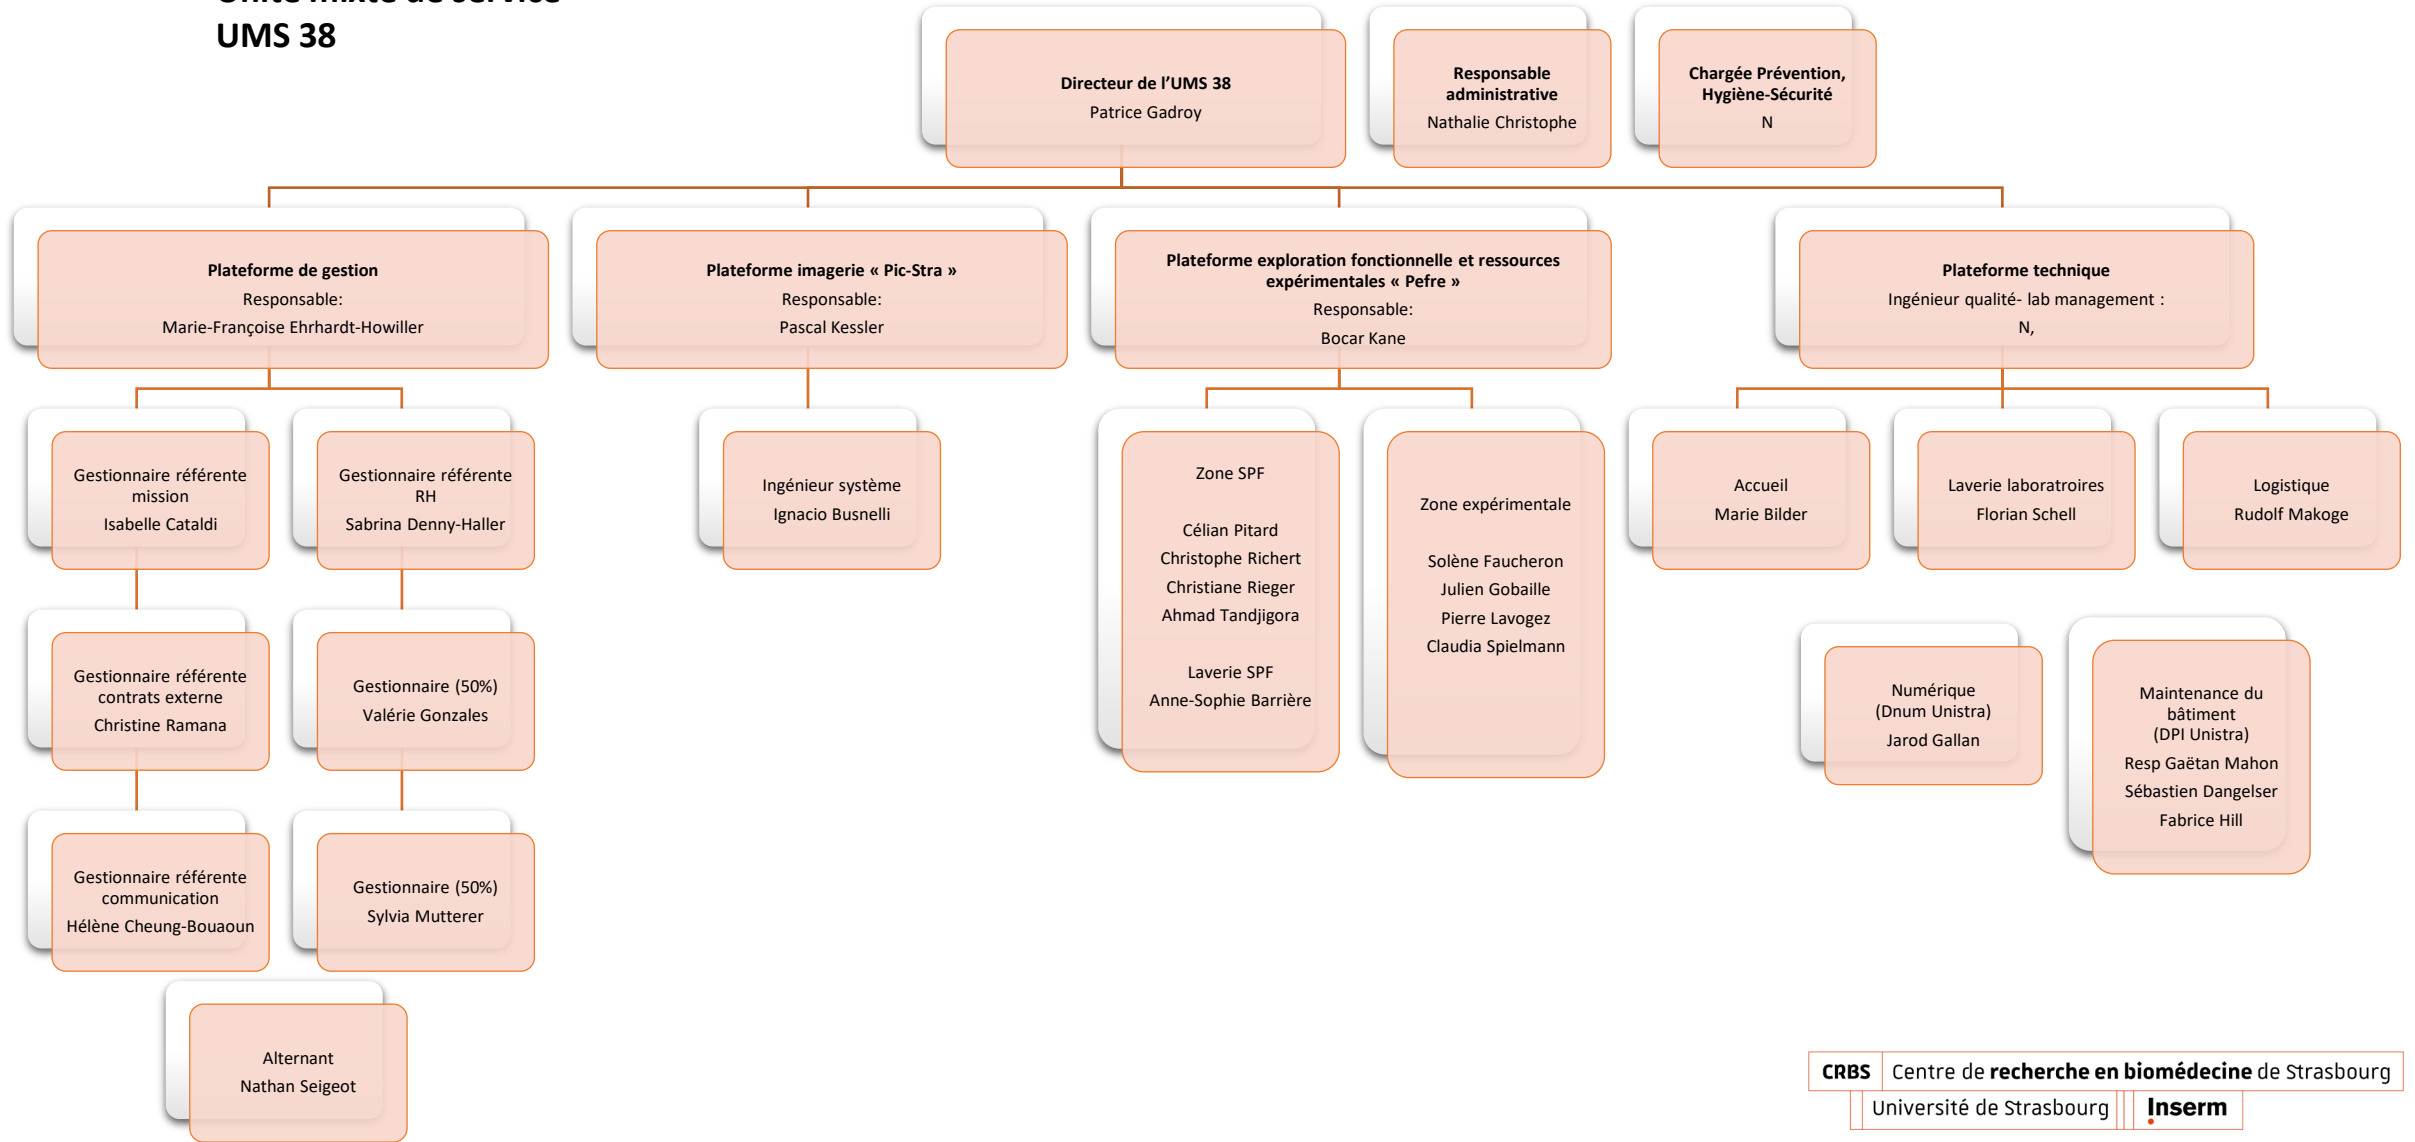 Unité mixte de service
UMS 38
Directeur de l’UMS 38
Patrice Gadroy
Responsable
administrative
Nathalie Christophe
Chargée Prévention,
Hygiène-Sécurité
N
Plateforme de gestion
Responsable:
Marie-Françoise Ehrhardt-Howiller
Plateforme imagerie « Pic-Stra »
Responsable:
Pascal Kessler
Plateforme exploration fonctionnelle et ressources
expérimentales « Pefre »
Responsable:
Bocar Kane
Plateforme technique
Ingénieur qualité- lab management :
N,
Gestionnaire référente
mission
Isabelle Cataldi
Gestionnaire référente
RH
Sabrina Denny-Haller
Ingénieur système
Ignacio Busnelli
Zone SPF
Célian Pitard
Christophe Richert
Christiane Rieger
Ahmad Tandjigora
Laverie SPF
Anne-Sophie Barrière
Zone expérimentale
Solène Faucheron
Julien Gobaille
Pierre Lavogez
Claudia Spielmann
Accueil
Marie Bilder
Laverie laboratroires
Florian Schell
Logistique
Rudolf Makoge
Gestionnaire référente
contrats externe
Christine Ramana
Gestionnaire (50%)
Valérie Gonzales
Numérique
(Dnum Unistra)
Jarod Gallan
Maintenance du
bâtiment
(DPI Unistra)
Resp Gaëtan Mahon
Sébastien Dangelser
Fabrice Hill
Gestionnaire référente
communication
Hélène Cheung-Bouaoun
Gestionnaire (50%)
Sylvia Mutterer
Alternant
Nathan Seigeot
CRBS Centre de recherche en biomédecine de Strasbourg
Université de Strasbourg Inserm